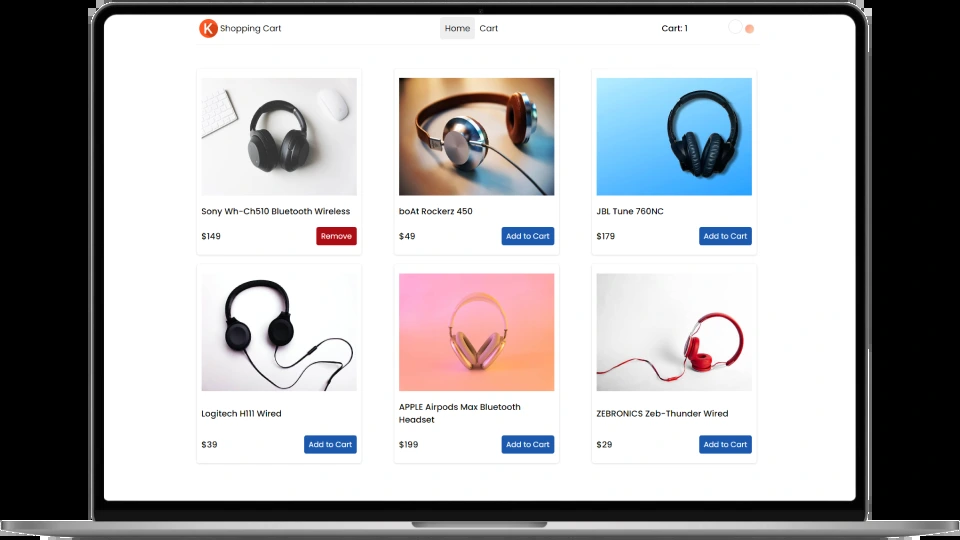 K Shopping Cart
Home Cart
Cart: 1
Sony Wh-Ch510 Bluetooth Wireless
$149 Remove
boAt Rockerz 450
$49 Add to Cart
JBL Tune 760NC
$179 Add to Cart
Logitech H111 Wired
$39 Add to Cart
APPLE Airpods Max Bluetooth
Headset
$199 Add to Cart
ZEBRONICS Zeb-Thunder Wired
$29 Add to Cart